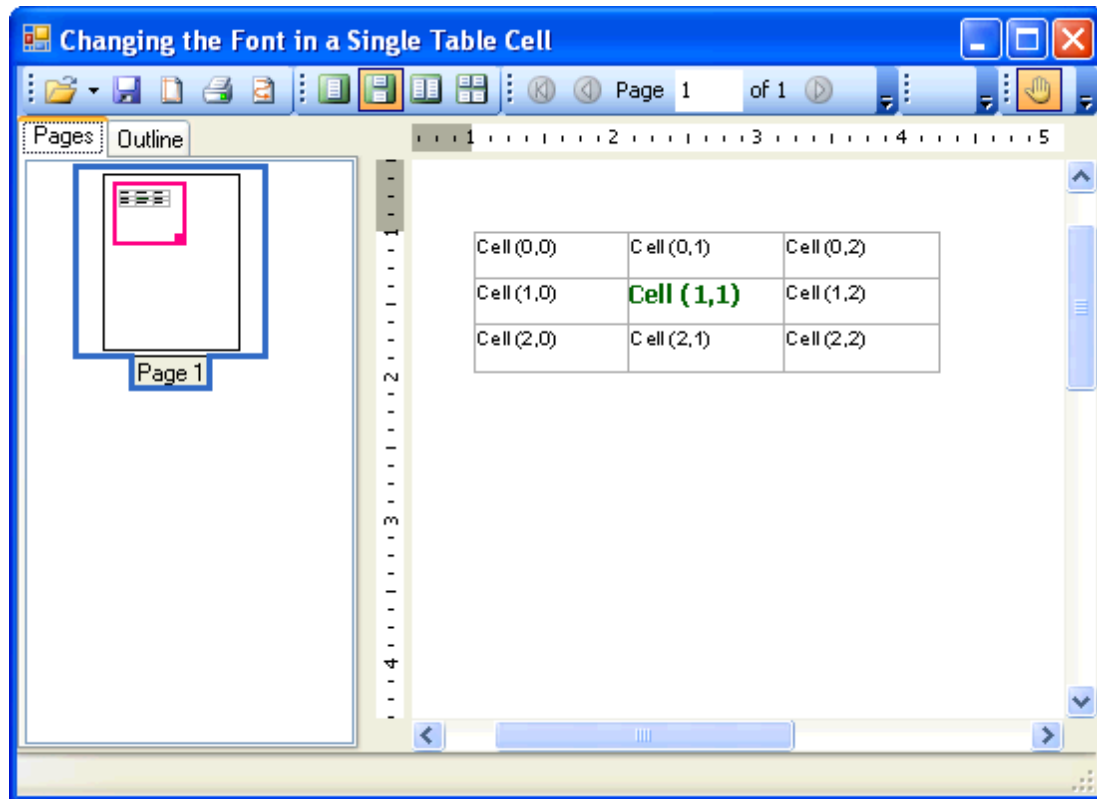 Changing the Font in a Single Table Cell
Page 1 of 1
Pages Outline
1 2 3 4 5
Page 1
1
2
3
4
Cell (0,0) Cell (0,1) Cell (0,2)
Cell (1,0) Cell (1,1) Cell (1,2)
Cell (2,0) Cell (2,1) Cell (2,2)